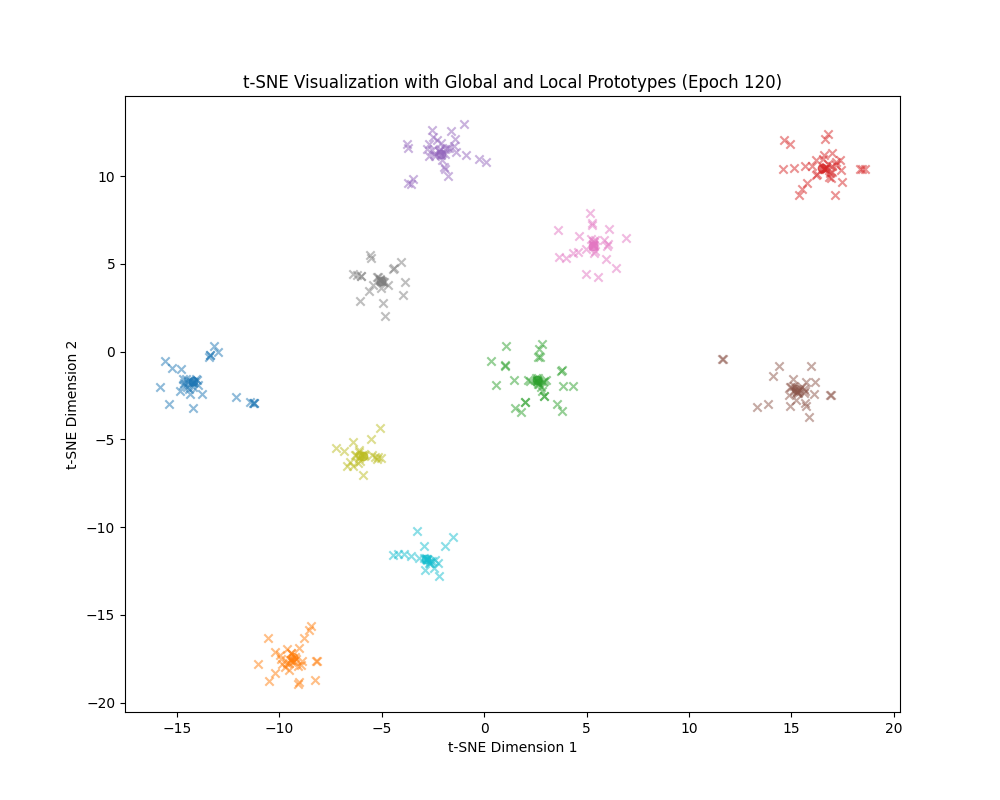 t-SNE Visualization with Global and Local Prototypes (Epoch 120)
10
5
0
−5
−10
−15
−20
t-SNE Dimension 2
−15 −10 −5 0 5 10 15 20
t-SNE Dimension 1